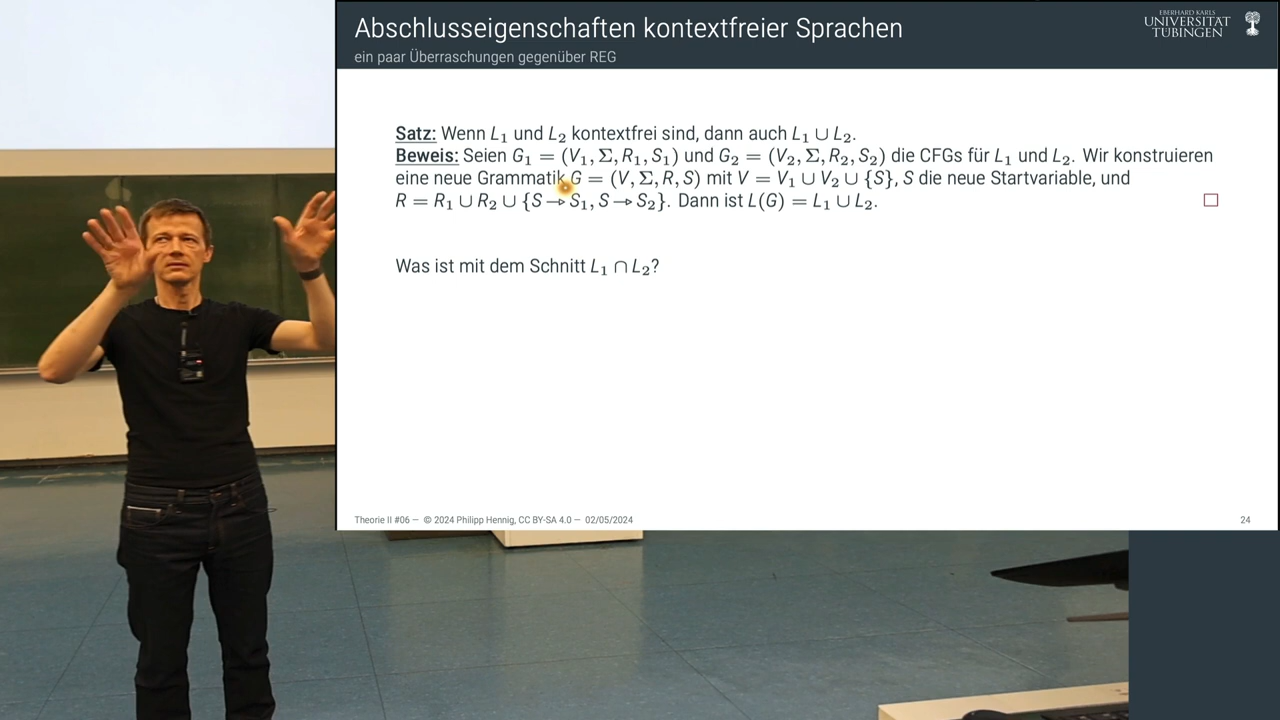 Abschlusseigenschaften kontextfreier Sprachen
ein paar Überraschungen gegenüber REG
EBERHARD KARLS
UNIVERSITÄT
TÜBINGEN
Satz: Wenn L₁ und L₂ kontextfrei sind, dann auch L₁ ∪ L₂.
Beweis: Seien G₁ = (V₁, Σ, R₁, S₁) und G₂ = (V₂, Σ, R₂, S₂) die CFGs für L₁ und L₂. Wir konstruieren
eine neue Grammatik G = (V, Σ, R, S) mit V = V₁ ∪ V₂ ∪ {S}, S die neue Startvariable, und
R = R₁ ∪ R₂ ∪ {S → S₁, S → S₂}. Dann ist L(G) = L₁ ∪ L₂. □
Was ist mit dem Schnitt L₁ ∩ L₂?
Theorie II #06 — © 2024 Philipp Hennig, CC BY-SA 4.0 — 02/05/2024 24